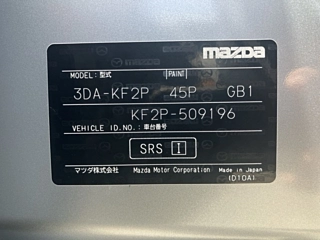 mazda
MODEL: 型式 PAINT
3DA-KF2P 45P GB1
KF2P-509196
VEHICLE ID.NO.: 車台番号
SRS I
マツダ株式会社 Mazda Motor Corporation Made in Japan
(D10A)